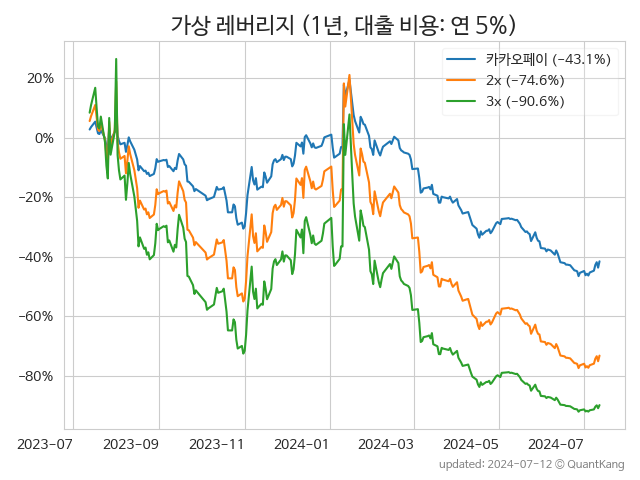 가상 레버리지 (1년, 대출 비용: 연 5%)
카카오페이 (−43.1%)
2x (−74.6%)
3x (−90.6%)
20%
0%
−20%
−40%
−60%
−80%
2023-07 2023-09 2023-11 2024-01 2024-03 2024-05 2024-07
updated: 2024-07-12 © QuantKang